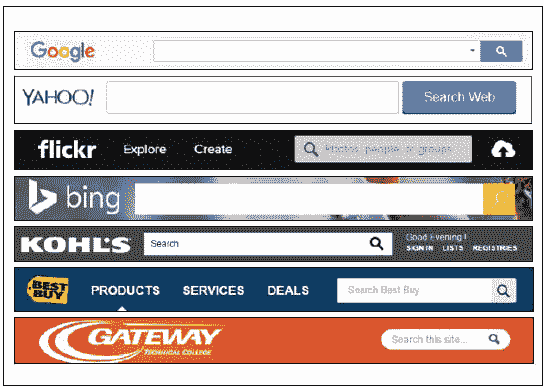 Google
YAHOO! Search Web
flickr Explore Create Photos, people, or groups
bing
KOHL'S Search Good Evening! SIGN IN LISTS REGISTRIES
BEST BUY PRODUCTS SERVICES DEALS Search Best Buy
GATEWAY TECHNICAL COLLEGE Search this site...